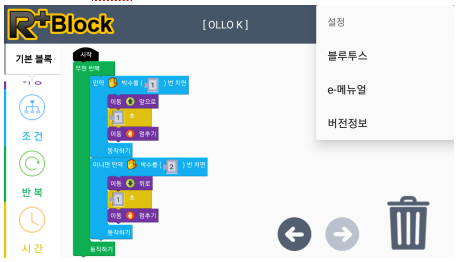 R+Block
[ OLLO K ]
설정
블루투스
e-메뉴얼
버전정보
기본 블록
이동
조 건
반 복
시 간
시작
무한 반복
만약 박수를 ( 1 ) 번 치면
이동 앞으로
1 초
이동 멈추기
동작하기
아니면 만약 박수를 ( 2 ) 번 치면
이동 뒤로
1 초
이동 멈추기
동작하기
동작하기